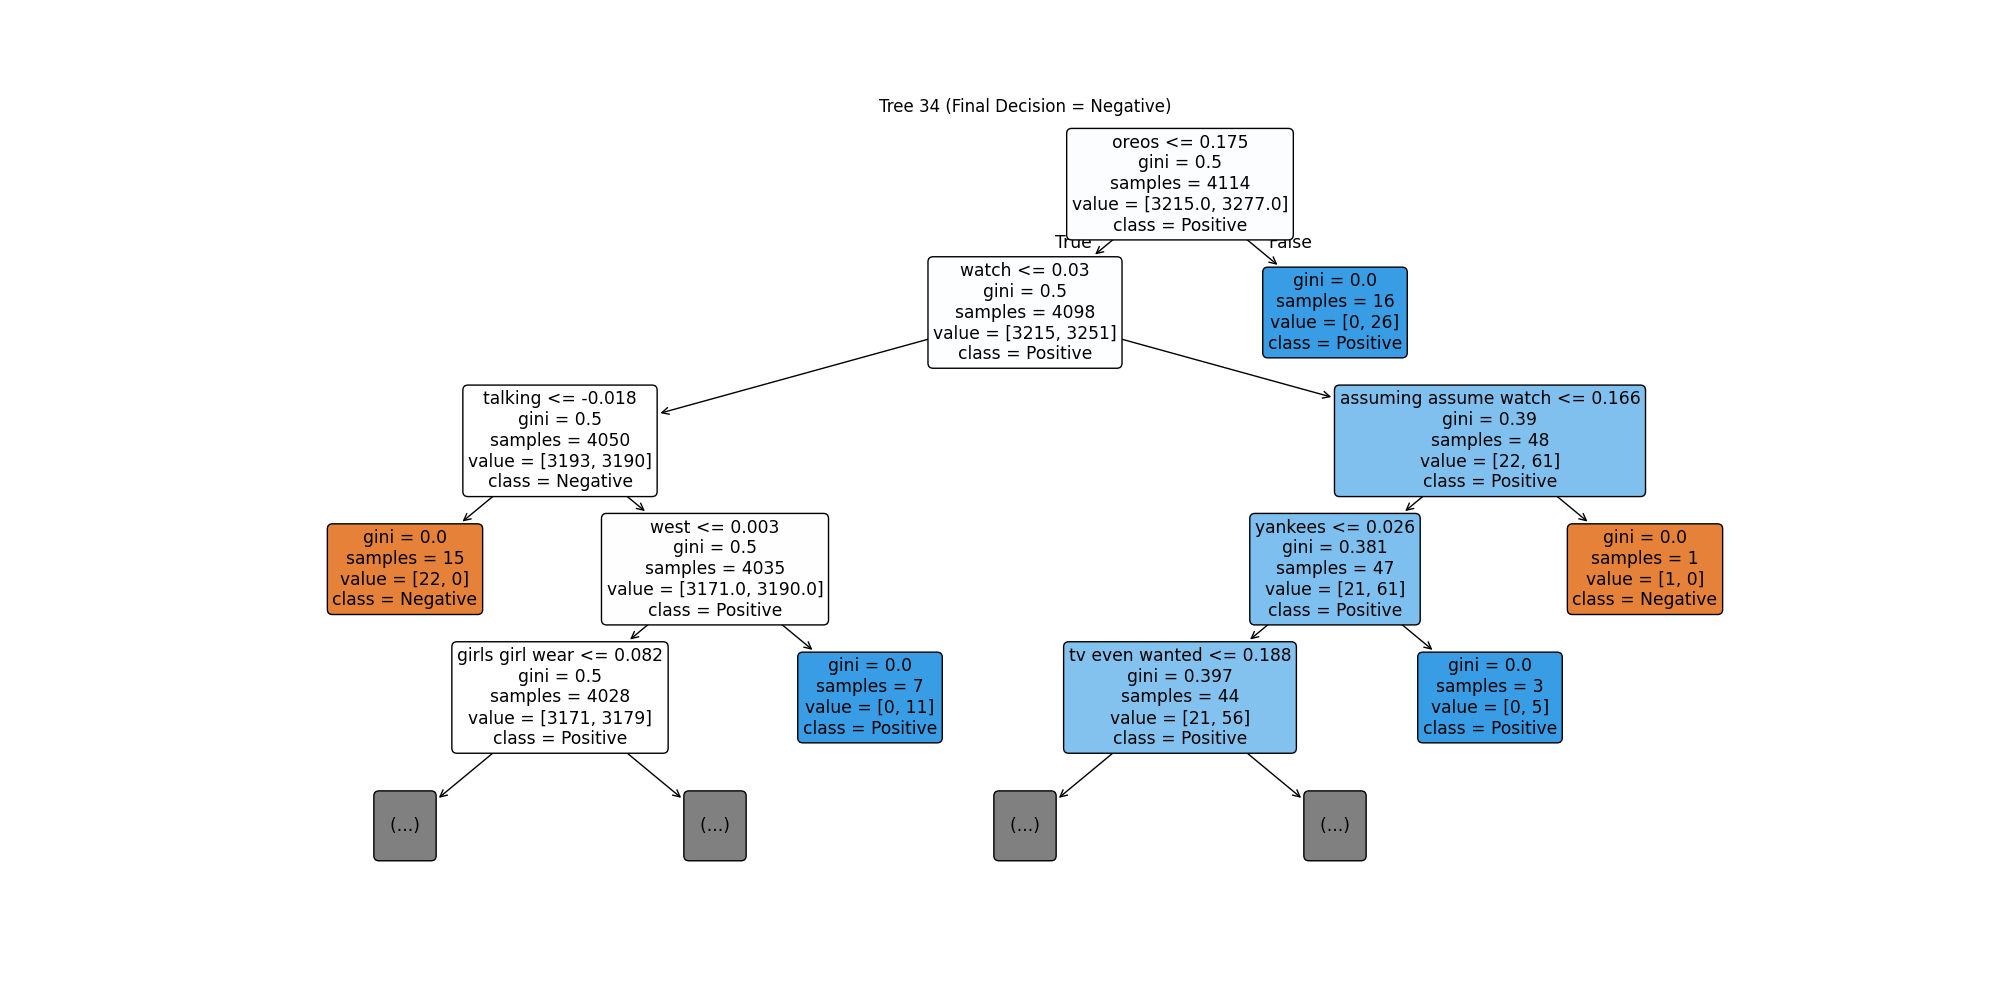 Tree 34 (Final Decision = Negative)
oreos <= 0.175
gini = 0.5
samples = 4114
value = [3215.0, 3277.0]
class = Positive
True
False
watch <= 0.03
gini = 0.5
samples = 4098
value = [3215, 3251]
class = Positive
gini = 0.0
samples = 16
value = [0, 26]
class = Positive
talking <= -0.018
gini = 0.5
samples = 4050
value = [3193, 3190]
class = Negative
assuming assume watch <= 0.166
gini = 0.39
samples = 48
value = [22, 61]
class = Positive
gini = 0.0
samples = 15
value = [22, 0]
class = Negative
west <= 0.003
gini = 0.5
samples = 4035
value = [3171.0, 3190.0]
class = Positive
yankees <= 0.026
gini = 0.381
samples = 47
value = [21, 61]
class = Positive
gini = 0.0
samples = 1
value = [1, 0]
class = Negative
girls girl wear <= 0.082
gini = 0.5
samples = 4028
value = [3171, 3179]
class = Positive
gini = 0.0
samples = 7
value = [0, 11]
class = Positive
tv even wanted <= 0.188
gini = 0.397
samples = 44
value = [21, 56]
class = Positive
gini = 0.0
samples = 3
value = [0, 5]
class = Positive
(...)
(...)
(...)
(...)